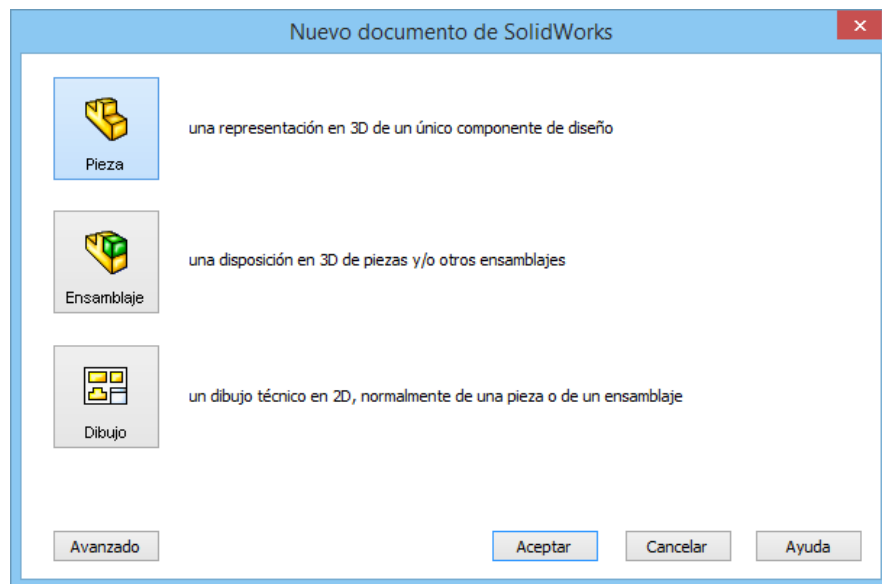 Nuevo documento de SolidWorks
Pieza
una representación en 3D de un único componente de diseño
Ensamblaje
una disposición en 3D de piezas y/o otros ensamblajes
Dibujo
un dibujo técnico en 2D, normalmente de una pieza o de un ensamblaje
Avanzado
Aceptar
Cancelar
Ayuda